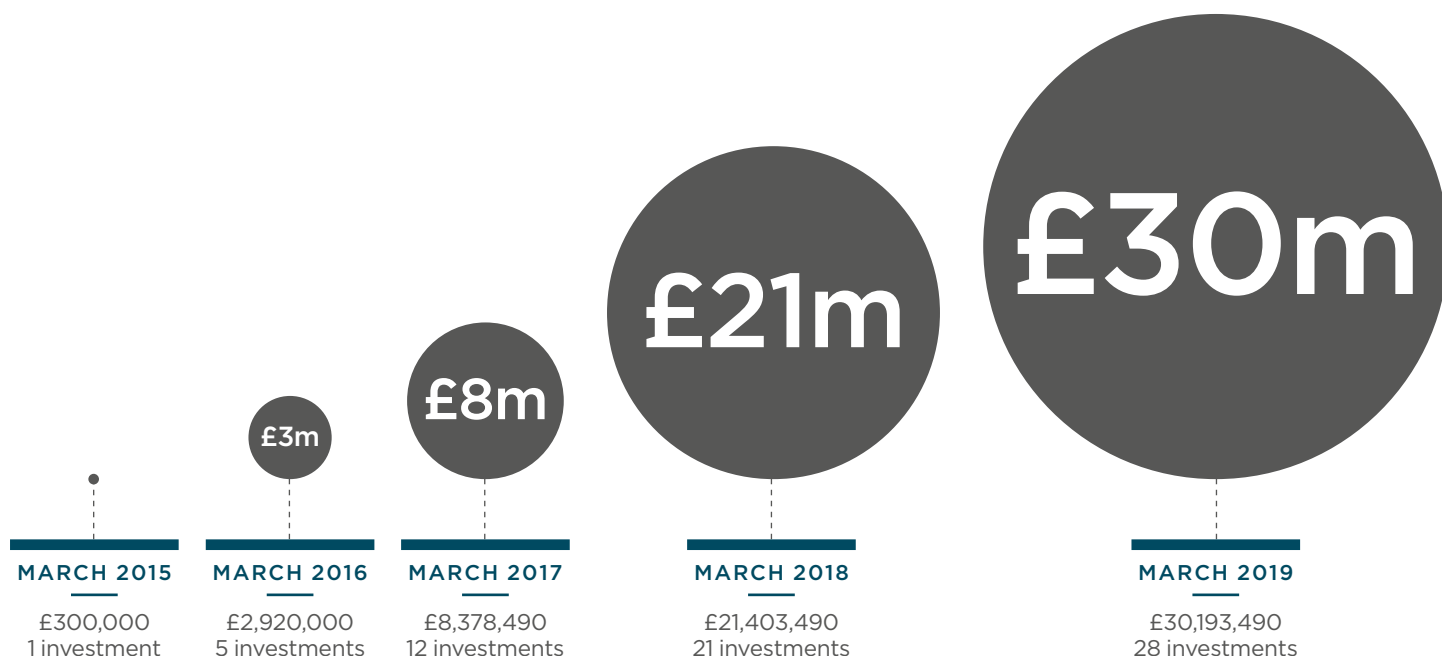 £3m
£8m
£21m
£30m
MARCH 2015
£300,000
1 investment
MARCH 2016
£2,920,000
5 investments
MARCH 2017
£8,378,490
12 investments
MARCH 2018
£21,403,490
21 investments
MARCH 2019
£30,193,490
28 investments